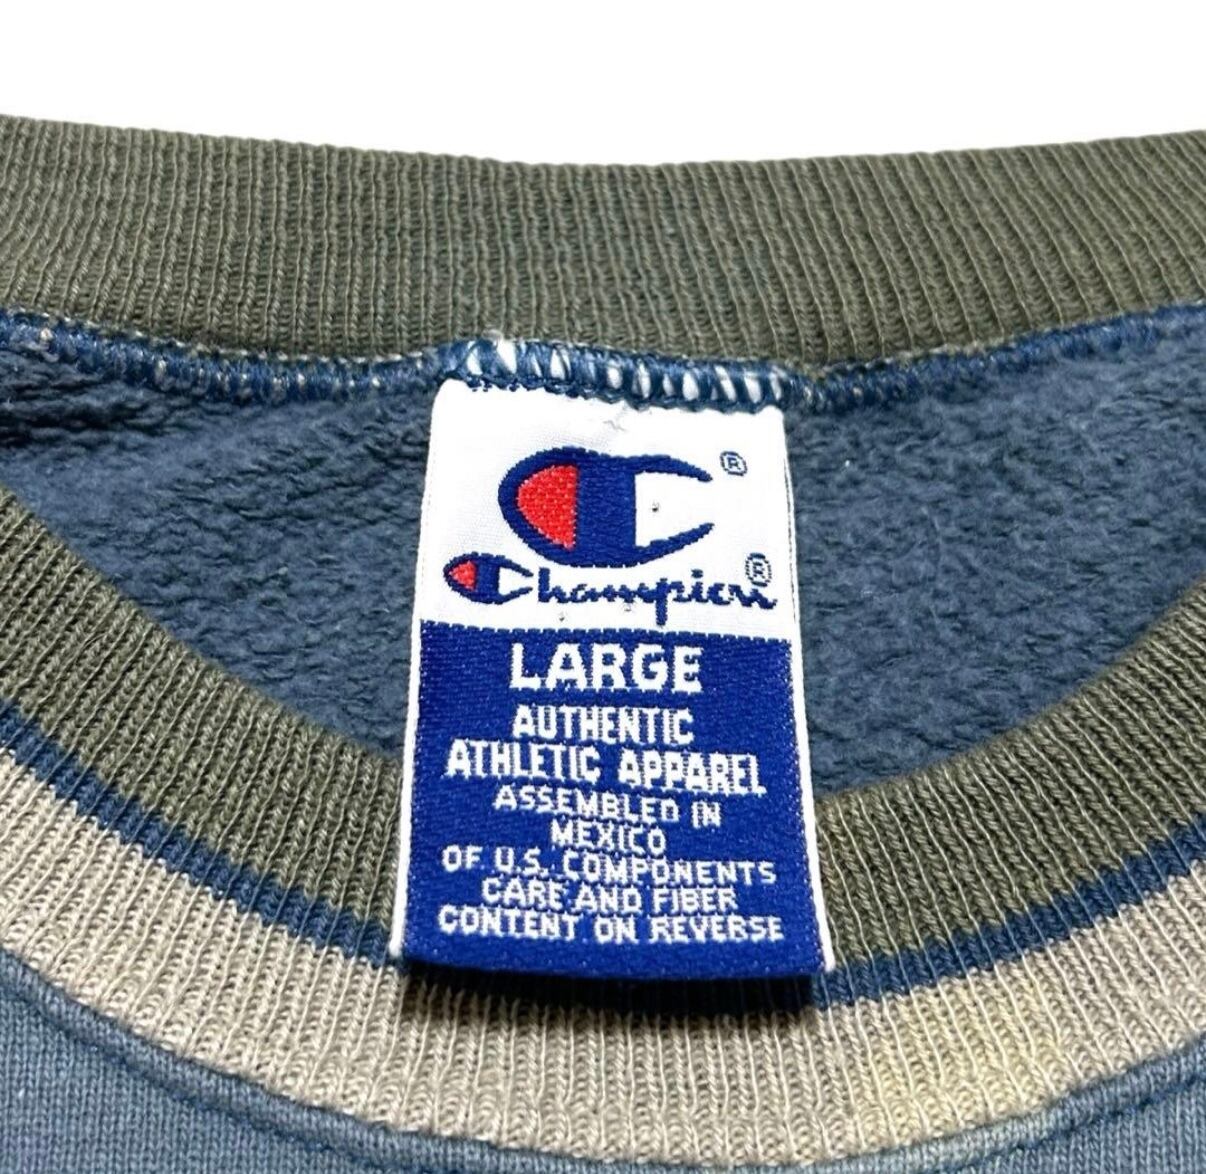 ®
Champion®
LARGE
AUTHENTIC
ATHLETIC APPAREL
ASSEMBLED IN
MEXICO
OF U.S. COMPONENTS
CARE AND FIBER
CONTENT ON REVERSE